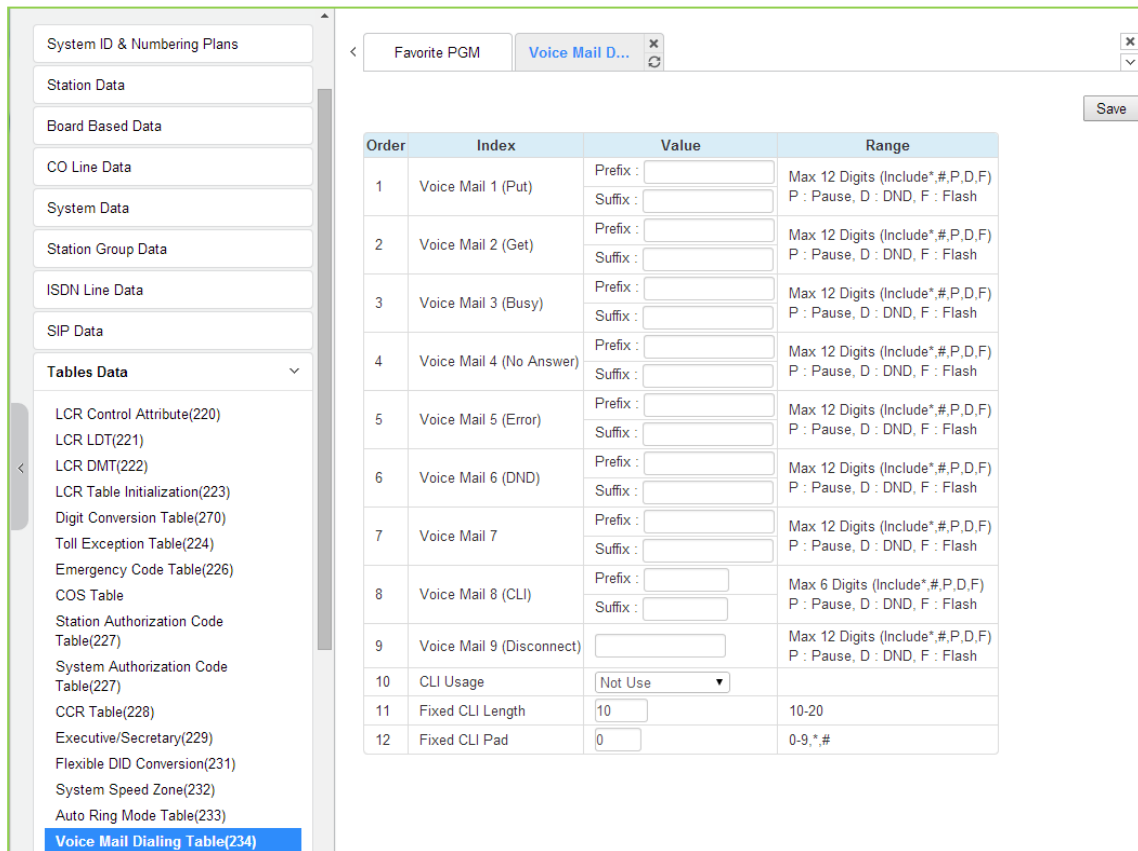 System ID & Numbering Plans
Station Data
Board Based Data
CO Line Data
System Data
Station Group Data
ISDN Line Data
SIP Data
Tables Data
LCR Control Attribute(220)
LCR LDT(221)
LCR DMT(222)
LCR Table Initialization(223)
Digit Conversion Table(270)
Toll Exception Table(224)
Emergency Code Table(226)
COS Table
Station Authorization Code
Table(227)
System Authorization Code
Table(227)
CCR Table(228)
Executive/Secretary(229)
Flexible DID Conversion(231)
System Speed Zone(232)
Auto Ring Mode Table(233)
Voice Mail Dialing Table(234)
Favorite PGM Voice Mail D...
Save
Order Index Value Range
1 Voice Mail 1 (Put) Prefix : Max 12 Digits (Include*,#,P,D,F)
Suffix : P : Pause, D : DND, F : Flash
2 Voice Mail 2 (Get) Prefix : Max 12 Digits (Include*,#,P,D,F)
Suffix : P : Pause, D : DND, F : Flash
3 Voice Mail 3 (Busy) Prefix : Max 12 Digits (Include*,#,P,D,F)
Suffix : P : Pause, D : DND, F : Flash
4 Voice Mail 4 (No Answer) Prefix : Max 12 Digits (Include*,#,P,D,F)
Suffix : P : Pause, D : DND, F : Flash
5 Voice Mail 5 (Error) Prefix : Max 12 Digits (Include*,#,P,D,F)
Suffix : P : Pause, D : DND, F : Flash
6 Voice Mail 6 (DND) Prefix : Max 12 Digits (Include*,#,P,D,F)
Suffix : P : Pause, D : DND, F : Flash
7 Voice Mail 7 Prefix : Max 12 Digits (Include*,#,P,D,F)
Suffix : P : Pause, D : DND, F : Flash
8 Voice Mail 8 (CLI) Prefix : Max 6 Digits (Include*,#,P,D,F)
Suffix : P : Pause, D : DND, F : Flash
9 Voice Mail 9 (Disconnect) Max 12 Digits (Include*,#,P,D,F)
P : Pause, D : DND, F : Flash
10 CLI Usage Not Use
11 Fixed CLI Length 10 10-20
12 Fixed CLI Pad 0 0-9,*,#